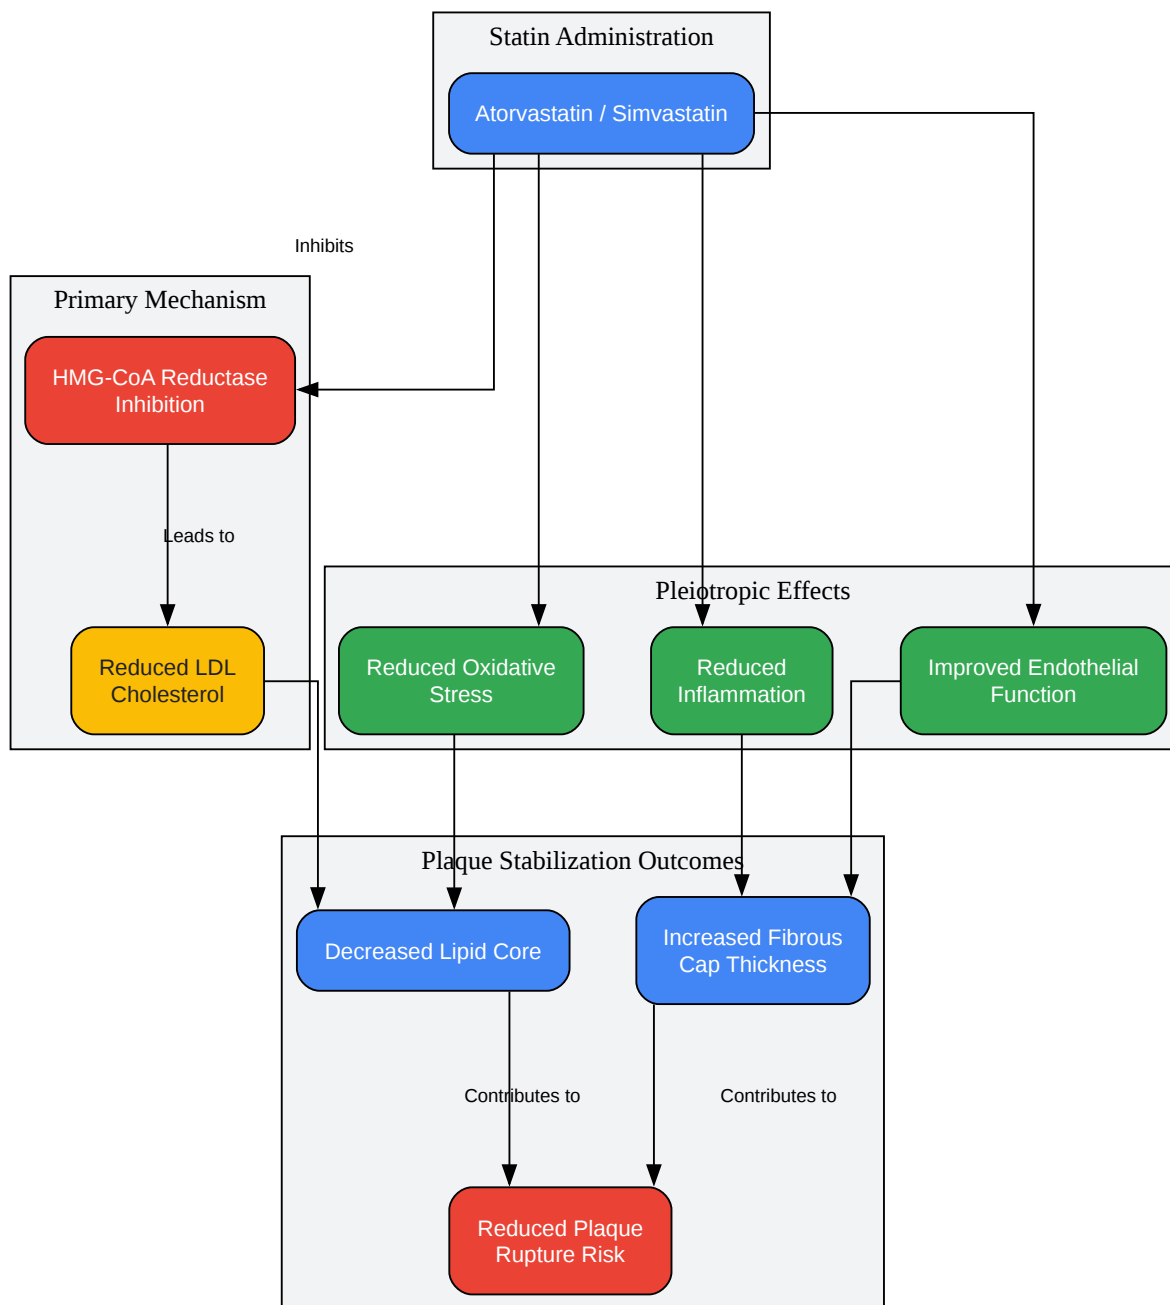 Statin Administration
Atorvastatin / Simvastatin
Inhibits
Primary Mechanism
HMG-CoA Reductase
Inhibition
Leads to
Pleiotropic Effects
Reduced LDL
Cholesterol
Reduced Oxidative
Stress
Reduced
Inflammation
Improved Endothelial
Function
Plaque Stabilization Outcomes
Decreased Lipid Core
Increased Fibrous
Cap Thickness
Contributes to
Contributes to
Reduced Plaque
Rupture Risk